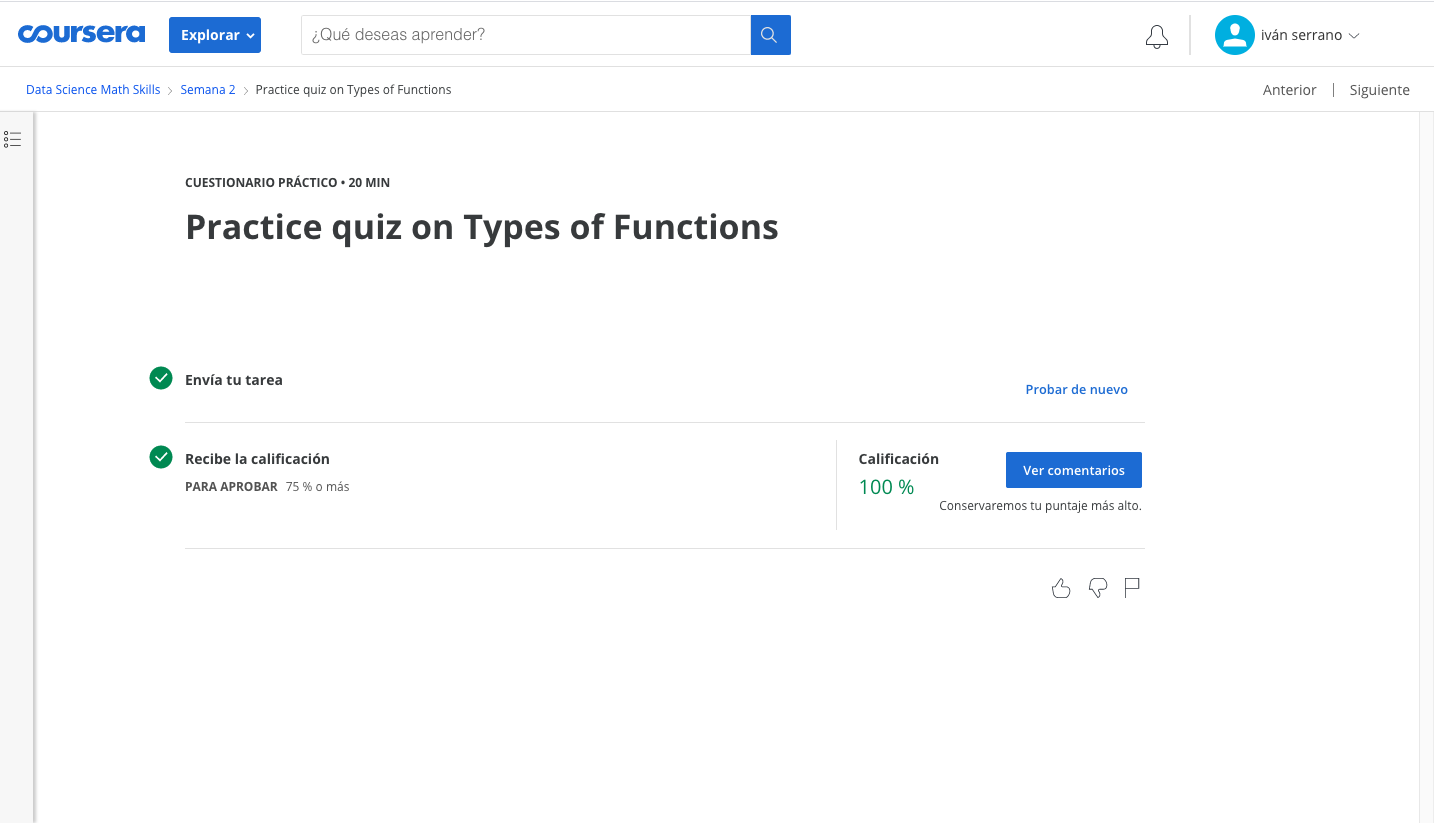 coursera
Explorar
¿Qué deseas aprender?
iván serrano
Data Science Math Skills
Semana 2
Practice quiz on Types of Functions
Anterior
Siguiente
CUESTIONARIO PRÁCTICO • 20 MIN
Practice quiz on Types of Functions
Envía tu tarea
Probar de nuevo
Recibe la calificación
PARA APROBAR 75 % o más
Calificación
100 %
Ver comentarios
Conservaremos tu puntaje más alto.